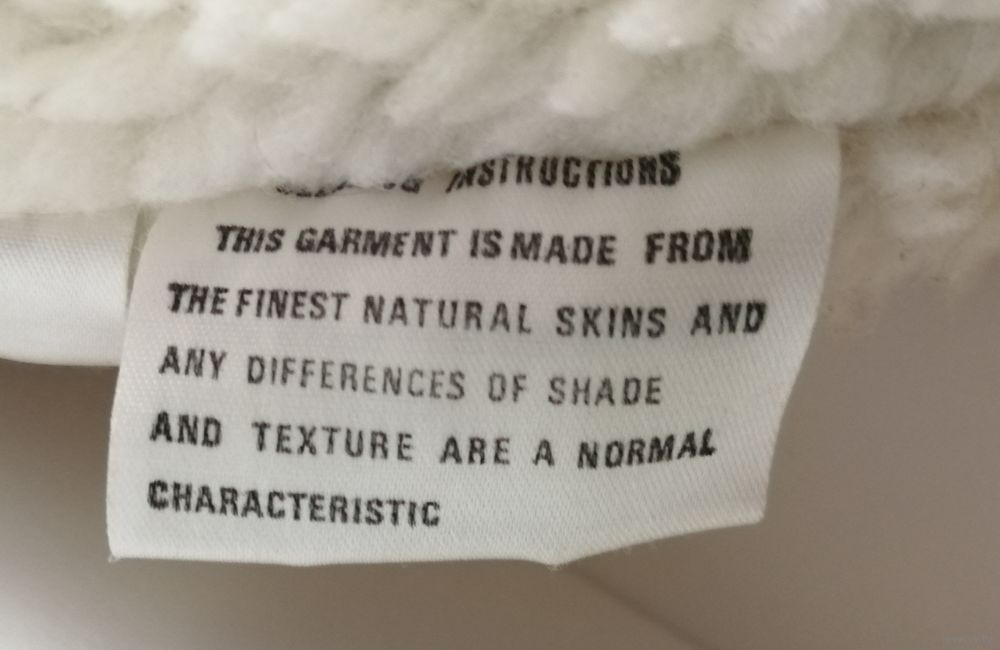 INSTRUCTIONS
THIS GARMENT IS MADE FROM
THE FINEST NATURAL SKINS AND
ANY DIFFERENCES OF SHADE
AND TEXTURE ARE A NORMAL
CHARACTERISTIC